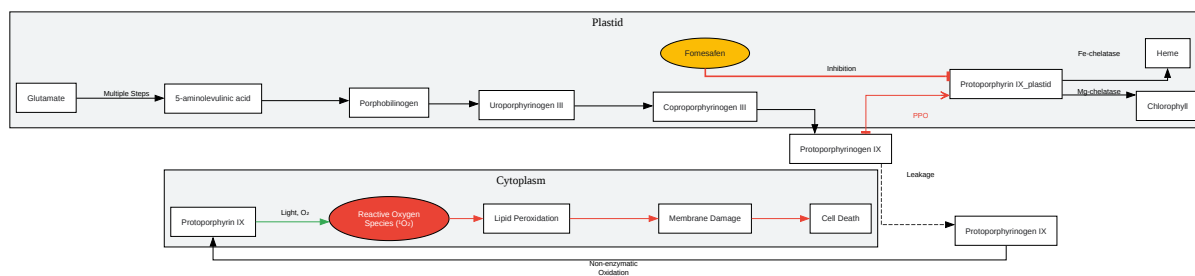 Plastid
Fomesafen
Fe-chelatase
Heme
Inhibition
Glutamate
Multiple Steps
5-aminolevulinic acid
Porphobilinogen
Uroporphyrinogen III
Coproporphyrinogen III
Protoporphyrin IX_plastid
Mg-chelatase
Chlorophyll
PPO
Protoporphyrinogen IX
Leakage
Cytoplasm
Protoporphyrin IX
Light, O₂
Reactive Oxygen
Species (¹O₂)
Lipid Peroxidation
Membrane Damage
Cell Death
Protoporphyrinogen IX
Non-enzymatic
Oxidation